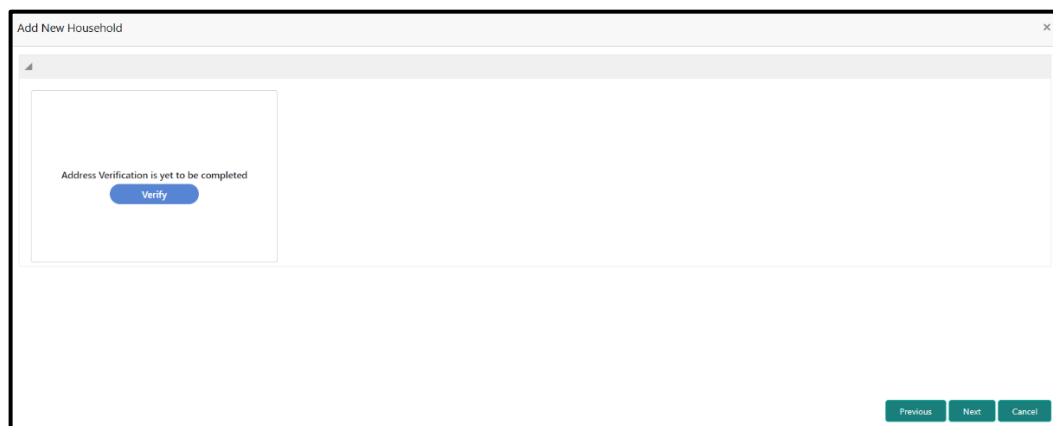 Add New Household
×
Address Verification is yet to be completed
Verify
Previous Next Cancel